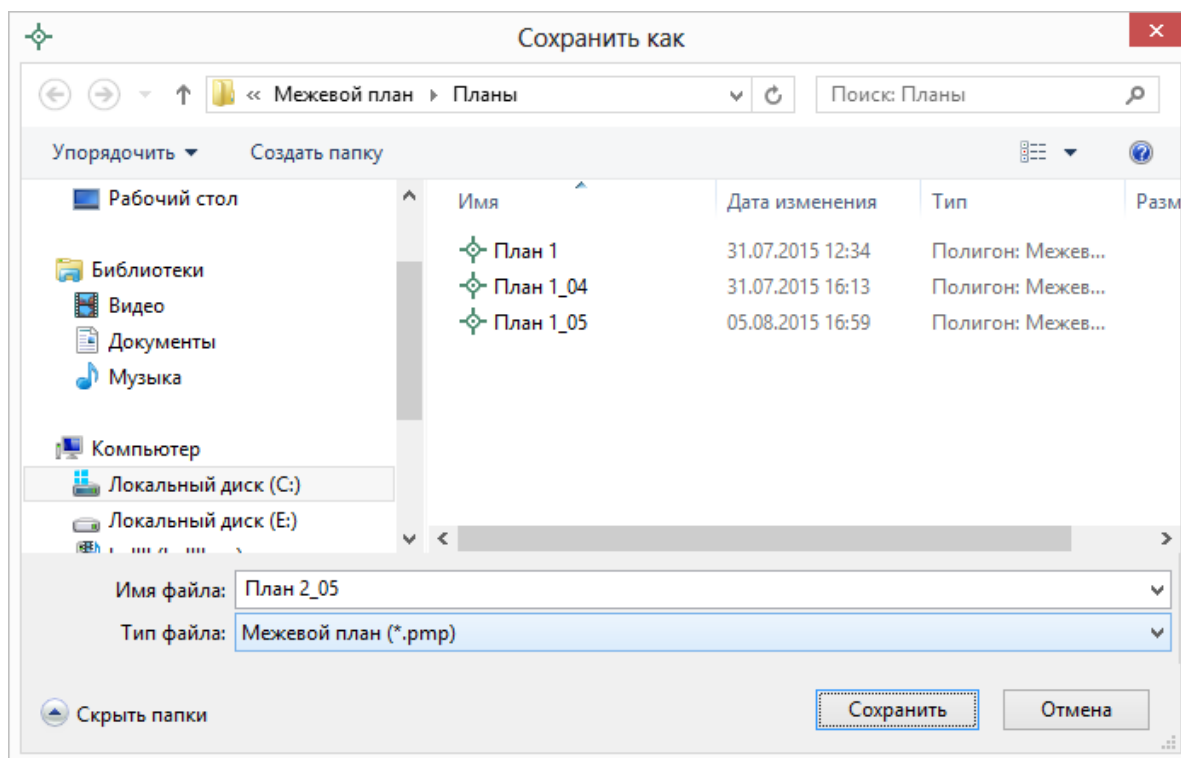 Сохранить как
« Межевой план Планы
Поиск: Планы
Упорядочить
Создать папку
Рабочий стол
Библиотеки
Видео
Документы
Музыка
Компьютер
Локальный диск (C:)
Локальный диск (E:)
Имя Дата изменения Тип Разм
План 1 31.07.2015 12:34 Полигон: Межев...
План 1_04 31.07.2015 16:13 Полигон: Межев...
План 1_05 05.08.2015 16:59 Полигон: Межев...
Имя файла: План 2_05
Тип файла: Межевой план (*.pmp)
Скрыть папки
Сохранить
Отмена